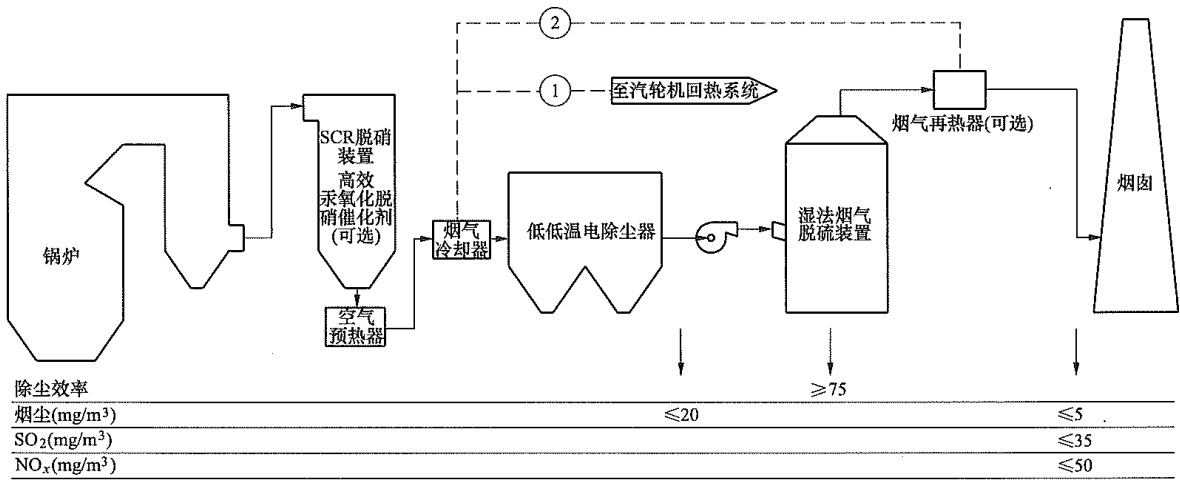 ②
①
至汽轮机回热系统
SCR脱硝
装置
高效
汞氧化脱
硝催化剂
(可选)
烟气再热器(可选)
锅炉
烟气
冷却器
低低温电除尘器
湿法烟气
脱硫装置
烟囱
空气
预热器
除尘效率 ≥75
烟尘(mg/m³) ≤20 ≤5
SO₂(mg/m³) ≤35
NOₓ(mg/m³) ≤50